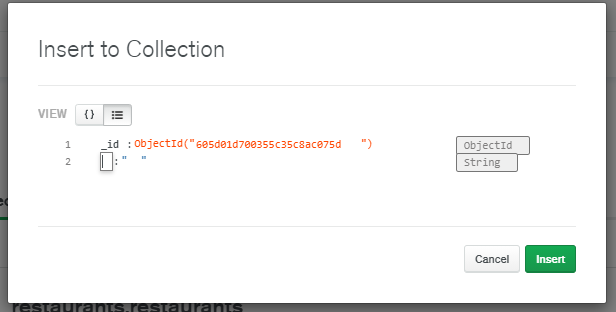 Insert to Collection
VIEW {}
1 _id : ObjectId("605d01d700355c35c8ac075d ") ObjectId
2 :" " String
Cancel Insert
restaurants.restaurants